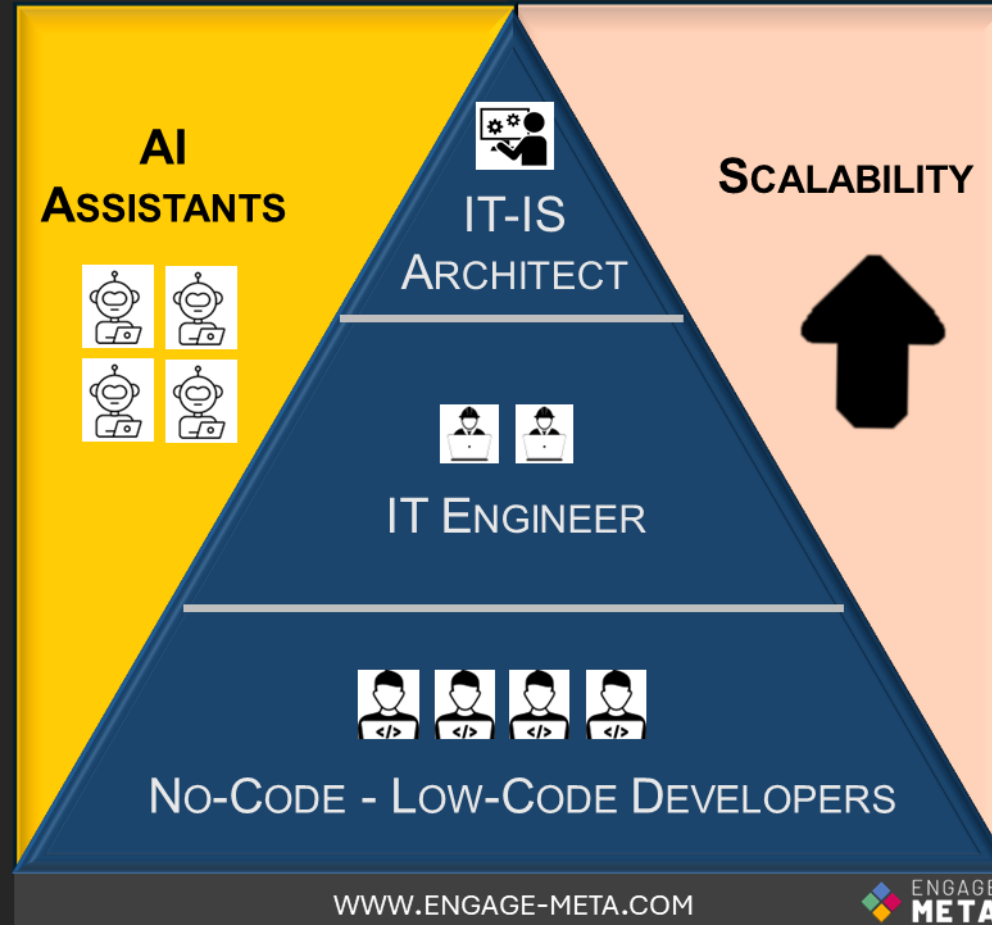 AI
ASSISTANTS
SCALABILITY
IT-IS
ARCHITECT
IT ENGINEER
</>
</>
</>
</>
NO-CODE - LOW-CODE DEVELOPERS
WWW.ENGAGE-META.COM
ENGAGE
META